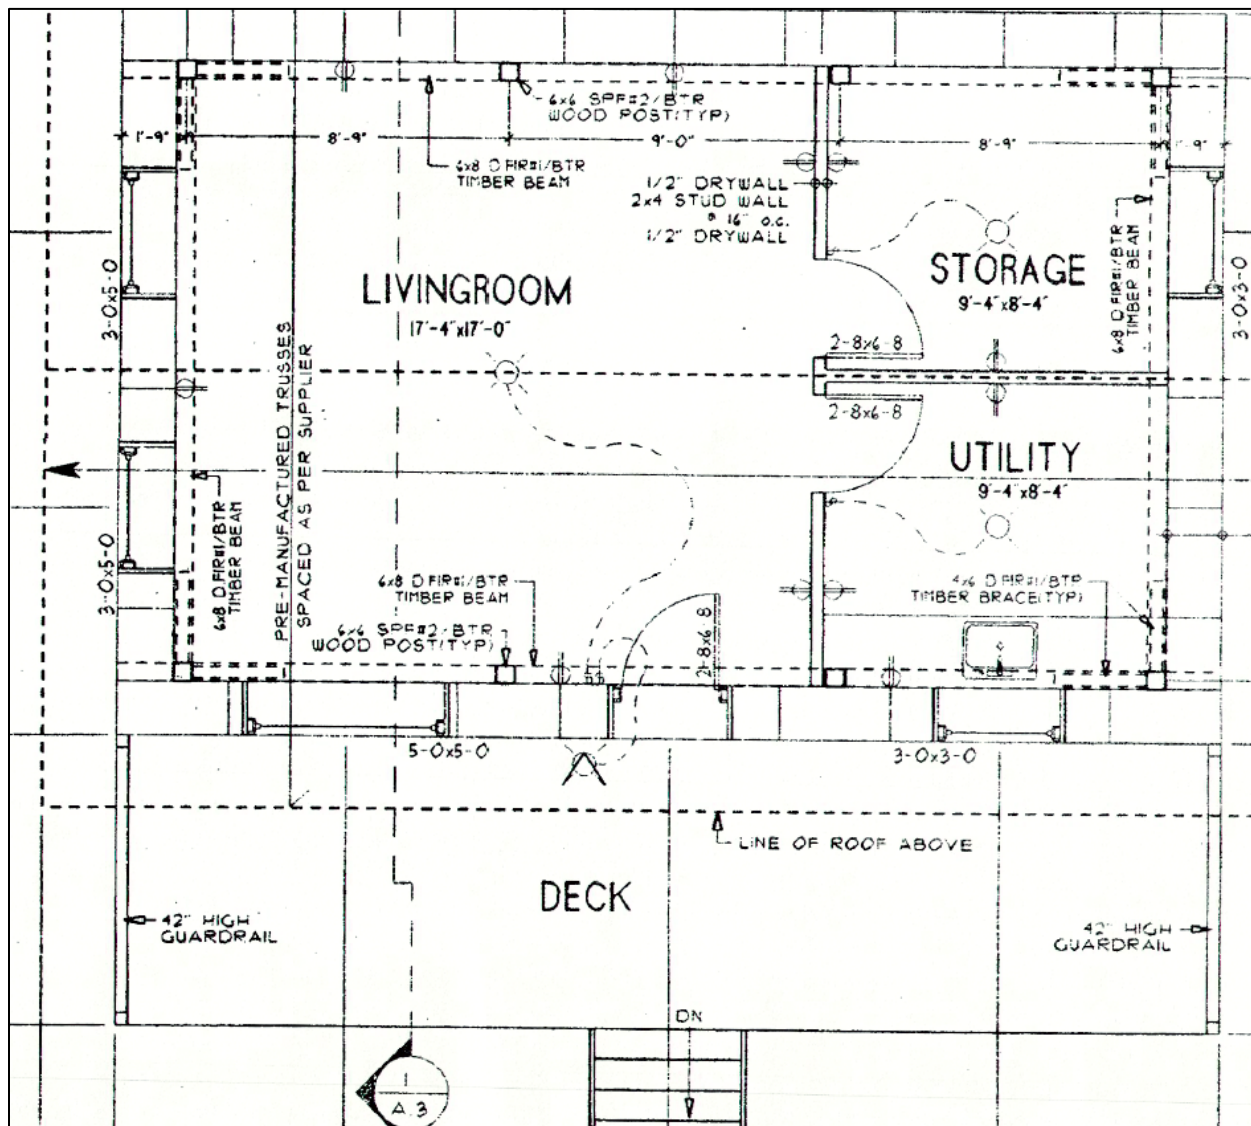 6x6 SPF#2/BTR
WOOD POST(TYP)
1'-9"
8'-9"
9'-0"
8'-9"
1'-9"
6x8 D FIR#1/BTR
TIMBER BEAM
1/2" DRYWALL
2x4 STUD WALL
@ 16" o.c.
1/2" DRYWALL
6x8 D FIR#1/BTR
TIMBER BEAM
LIVINGROOM
17'-4"x17'-0"
STORAGE
9'-4"x8'-4"
3-0x5-0
3-0x3-0
2-8x6-8
2-8x6-8
PRE-MANUFACTURED TRUSSES
SPACED AS PER SUPPLIER
UTILITY
9'-4"x8'-4"
3-0x5-0
6x8 D FIR#1/BTR
TIMBER BEAM
6x8 D FIR#1/BTR
TIMBER BEAM
4x6 D FIR#1/BTR
TIMBER BRACE(TYP)
6x6 SPF#2/BTR
WOOD POST(TYP)
2-8x6-8
5-0x5-0
3-0x3-0
LINE OF ROOF ABOVE
DECK
42" HIGH
GUARDRAIL
42" HIGH
GUARDRAIL
DN
1
A.3